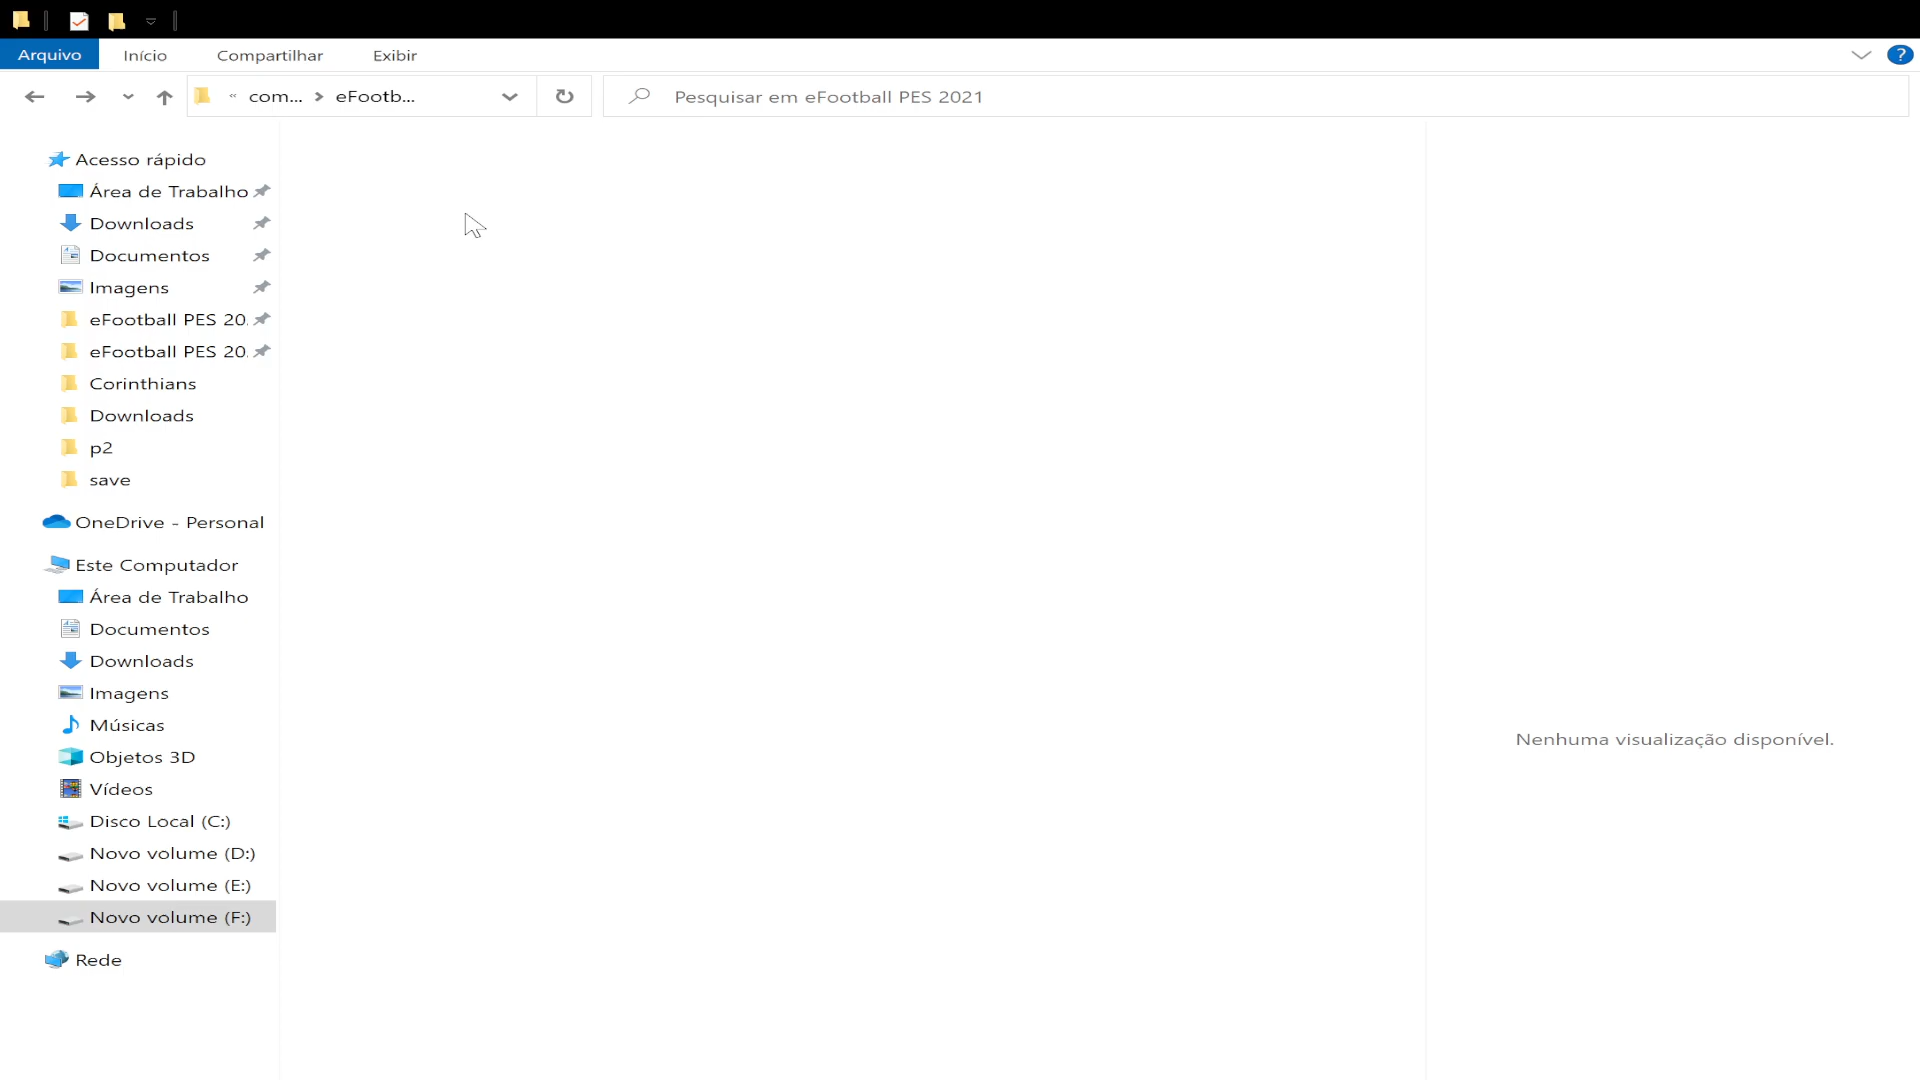 Arquivo Início Compartilhar Exibir ?
« com... > eFootb... Pesquisar em eFootball PES 2021
Acesso rápido
Área de Trabalho
Downloads
Documentos
Imagens
eFootball PES 20.
eFootball PES 20.
Corinthians
Downloads
p2
save
OneDrive - Personal
Este Computador
Área de Trabalho
Documentos
Downloads
Imagens
Músicas
Nenhuma visualização disponível.
Objetos 3D
Vídeos
Disco Local (C:)
Novo volume (D:)
Novo volume (E:)
Novo volume (F:)
Rede